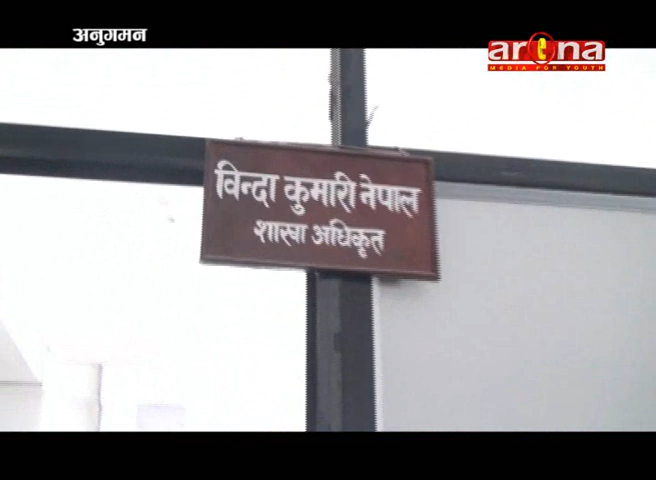 अनुगमन
arena
MEDIA FOR YOUTH
विन्दा कुमारी नेपाल
शाखा अधिकृत